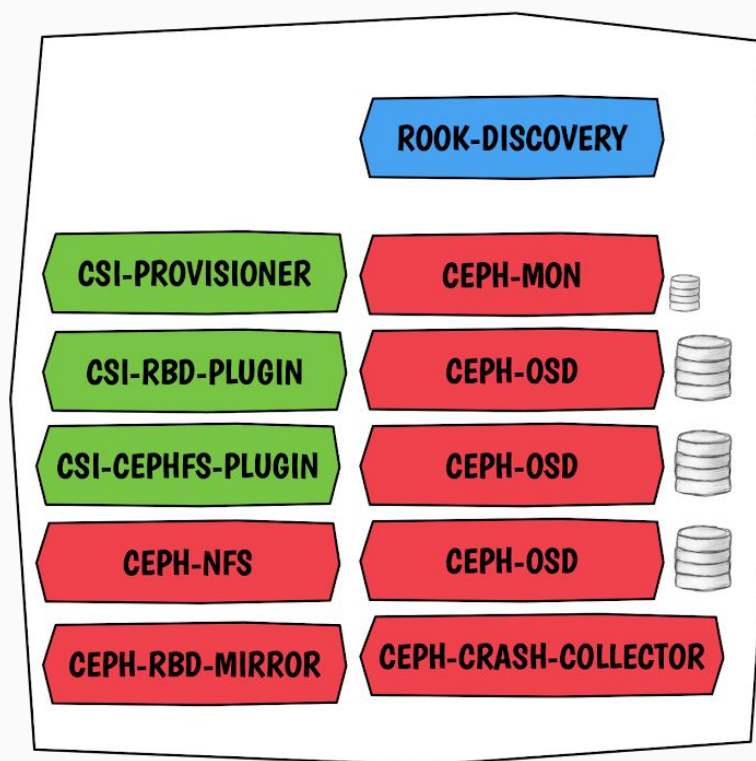 ROOK-DISCOVERY
CSI-PROVISIONER
CEPH-MON
CSI-RBD-PLUGIN
CEPH-OSD
CSI-CEPHFS-PLUGIN
CEPH-OSD
CEPH-NFS
CEPH-OSD
CEPH-RBD-MIRROR
CEPH-CRASH-COLLECTOR